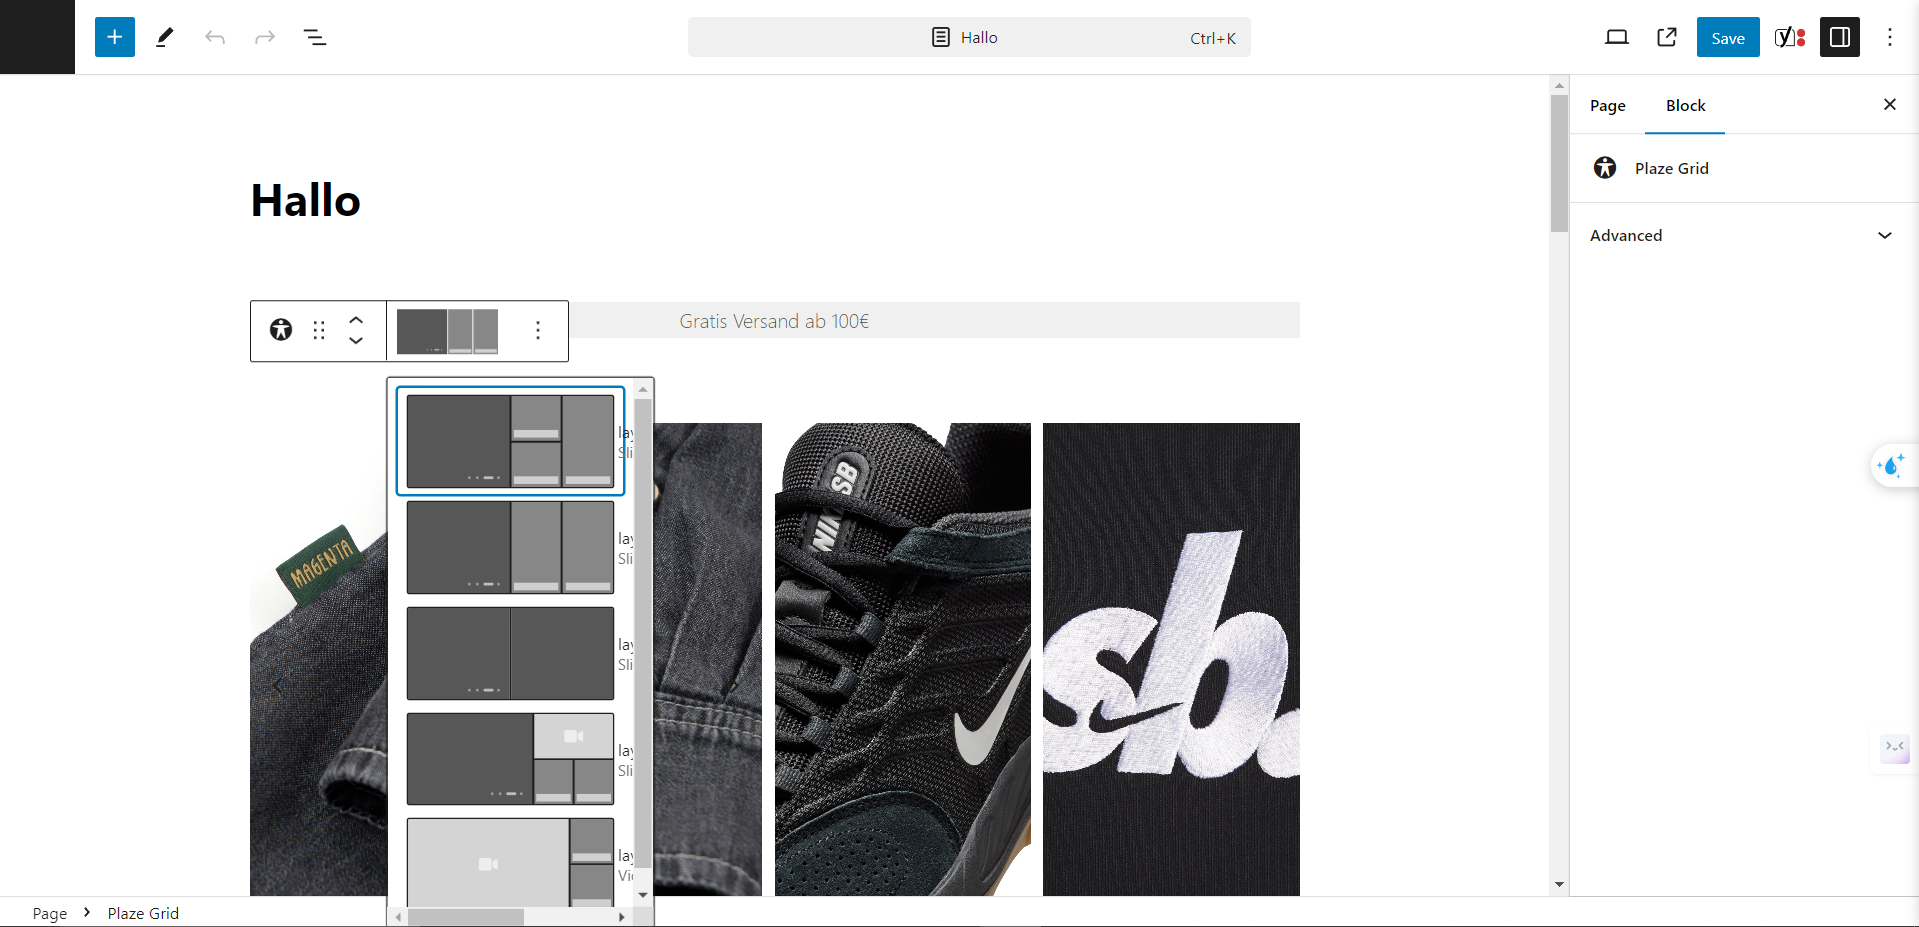 Hallo
Ctrl+K
Save
Page
Block
Plaze Grid
Advanced
Hallo
Gratis Versand ab 100€
lay
Sli
lay
Sli
lay
Sli
lay
Sli
lay
Vi
MAGENTA
NIKE SB
sb.
Page
Plaze Grid